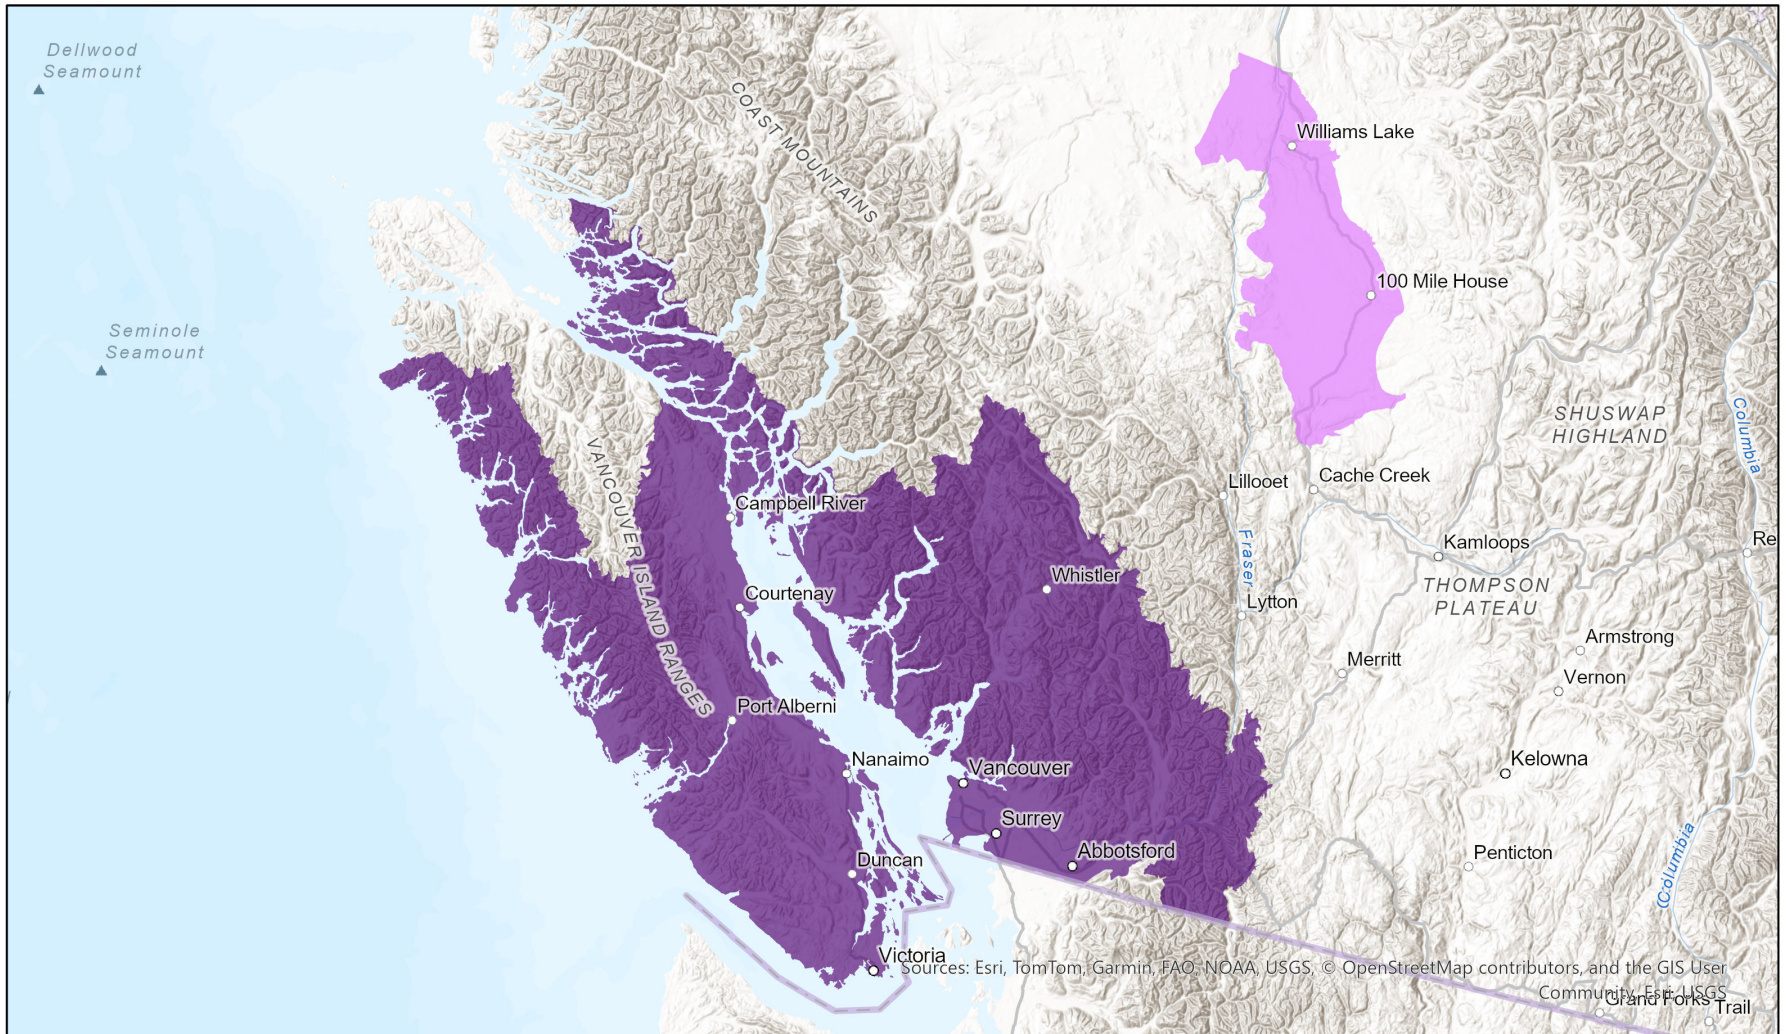 Dellwood
Seamount
COAST MOUNTAINS
Williams Lake
100 Mile House
Seminole
Seamount
SHUSWAP
HIGHLAND
Columbia
VANCOUVER ISLAND RANGES
Campbell River
Lillooet
Cache Creek
Fraser
Kamloops
Re
Whistler
THOMPSON
PLATEAU
Courtenay
Lytton
Armstrong
Merritt
Vernon
Port Alberni
Nanaimo
Vancouver
Kelowna
Surrey
Abbotsford
Penticton
Duncan
(Columbia
Victoria
Sources: Esri, TomTom, Garmin, FAO, NOAA, USGS, © OpenStreetMap contributors, and the GIS User
Community, Esri, USGS
Grand Forks
Trail